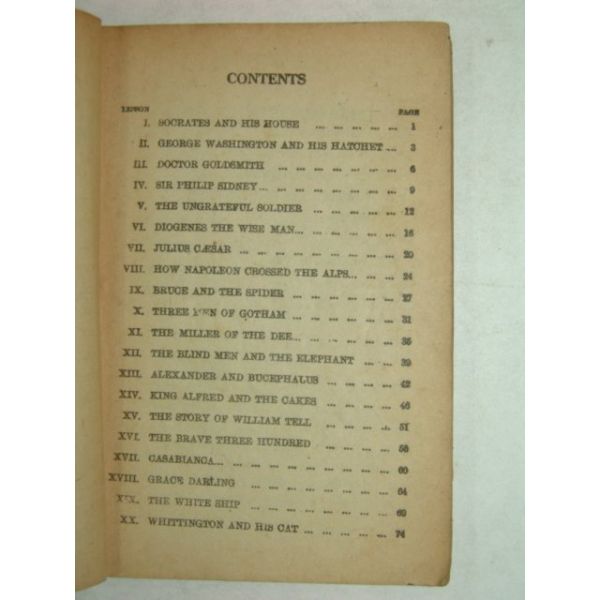 CONTENTS
LESSON PAGE
I. SOCRATES AND HIS HOUSE ... ... ... ... ... 1
II. GEORGE WASHINGTON AND HIS HATCHET ... ... 3
III. DOCTOR GOLDSMITH ... ... ... ... ... ... ... 6
IV. SIR PHILIP SIDNEY... ... ... ... ... ... ... 9
V. THE UNGRATEFUL SOLDIER ... ... ... ... ... 12
VI. DIOGENES THE WISE MAN... ... ... ... ... ... 16
VII. JULIUS CÆSAR ... ... ... ... ... ... ... ... 20
VIII. HOW NAPOLEON CROSSED THE ALPS... ... ... 24
IX. BRUCE AND THE SPIDER ... ... ... ... ... ... 27
X. THREE MEN OF GOTHAM ... ... ... ... ... ... 31
XI. THE MILLER OF THE DEE... ... ... ... ... ... 35
XII. THE BLIND MEN AND THE ELEPHANT ... ... ... 39
XIII. ALEXANDER AND BUCEPHALUS ... ... ... ... 42
XIV. KING ALFRED AND THE CAKES ... ... ... ... 46
XV. THE STORY OF WILLIAM TELL ... ... ... ... 51
XVI. THE BRAVE THREE HUNDRED ... ... ... ... 56
XVII. CASABIANCA... ... ... ... ... ... ... ... 60
XVIII. GRACE DARLING ... ... ... ... ... ... ... 64
XIX. THE WHITE SHIP ... ... ... ... ... ... ... 69
XX. WHITTINGTON AND HIS CAT ... ... ... ... ... 74